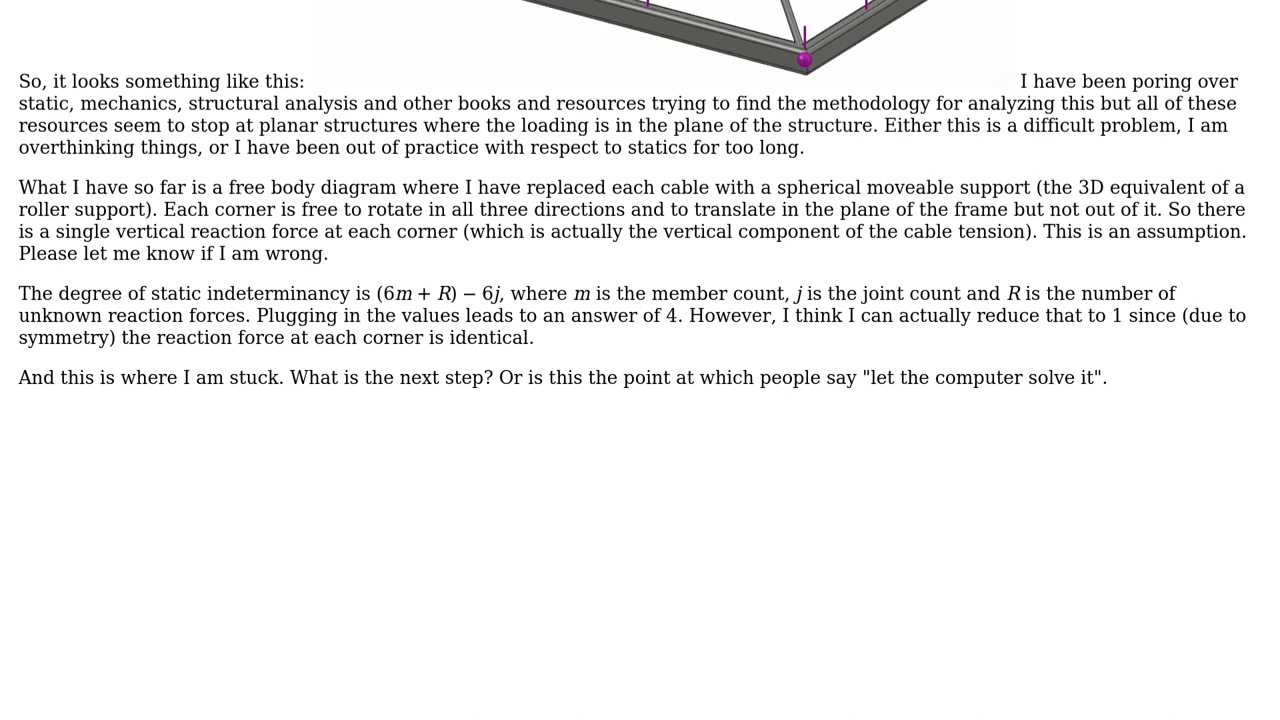 So, it looks something like this: I have been poring over
static, mechanics, structural analysis and other books and resources trying to find the methodology for analyzing this but all of these
resources seem to stop at planar structures where the loading is in the plane of the structure. Either this is a difficult problem, I am
overthinking things, or I have been out of practice with respect to statics for too long.
What I have so far is a free body diagram where I have replaced each cable with a spherical moveable support (the 3D equivalent of a
roller support). Each corner is free to rotate in all three directions and to translate in the plane of the frame but not out of it. So there
is a single vertical reaction force at each corner (which is actually the vertical component of the cable tension). This is an assumption.
Please let me know if I am wrong.
The degree of static indeterminancy is (6m + R) − 6j, where m is the member count, j is the joint count and R is the number of
unknown reaction forces. Plugging in the values leads to an answer of 4. However, I think I can actually reduce that to 1 since (due to
symmetry) the reaction force at each corner is identical.
And this is where I am stuck. What is the next step? Or is this the point at which people say "let the computer solve it".